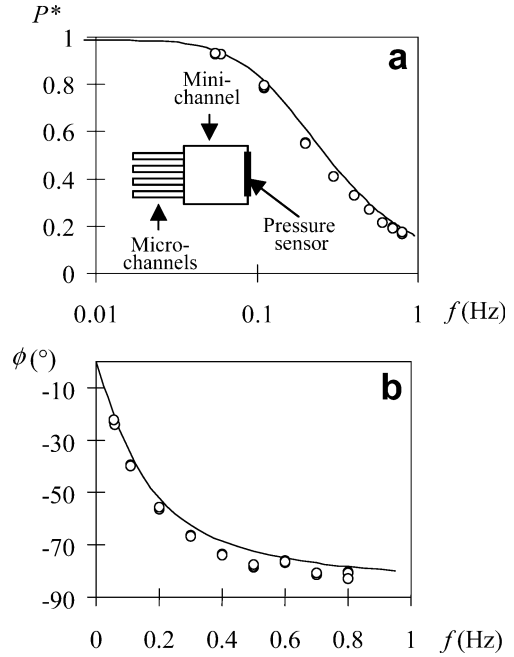 P*
a
1
0.8
0.6
0.4
0.2
0
Mini-
channel
Micro-
channels
Pressure
sensor
0.01
0.1
1
f (Hz)
ϕ (°)
b
-10
-30
-50
-70
-90
0
0.2
0.4
0.6
0.8
1
f (Hz)